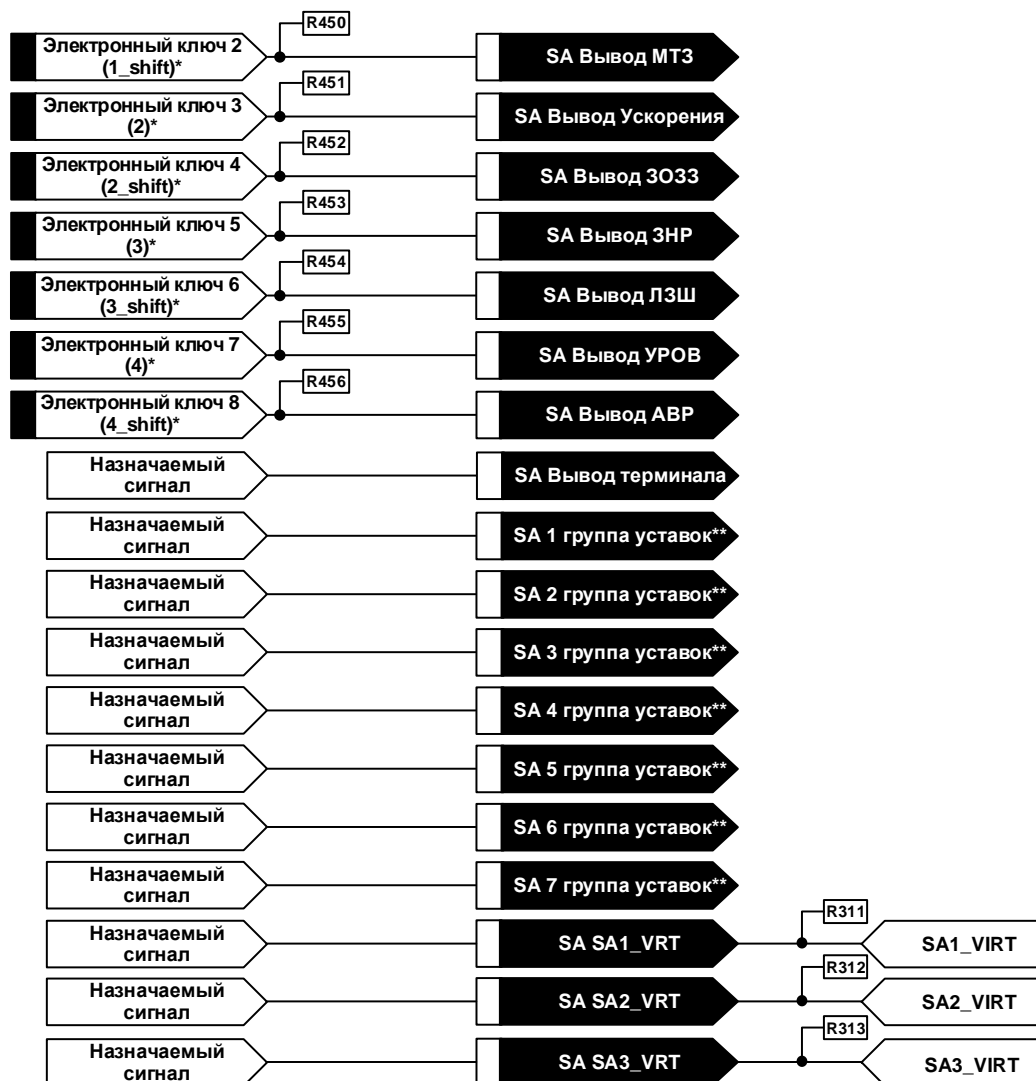 R450
Электронный ключ 2
(1_shift)*
SA Вывод МТЗ
R451
Электронный ключ 3
(2)*
SA Вывод Ускорения
R452
Электронный ключ 4
(2_shift)*
SA Вывод ЗОЗЗ
R453
Электронный ключ 5
(3)*
SA Вывод ЗНР
R454
Электронный ключ 6
(3_shift)*
SA Вывод ЛЗШ
R455
Электронный ключ 7
(4)*
SA Вывод УРОВ
R456
Электронный ключ 8
(4_shift)*
SA Вывод АВР
Назначаемый
сигнал
SA Вывод терминала
Назначаемый
сигнал
SA 1 группа уставок**
Назначаемый
сигнал
SA 2 группа уставок**
Назначаемый
сигнал
SA 3 группа уставок**
Назначаемый
сигнал
SA 4 группа уставок**
Назначаемый
сигнал
SA 5 группа уставок**
Назначаемый
сигнал
SA 6 группа уставок**
Назначаемый
сигнал
SA 7 группа уставок**
Назначаемый
сигнал
SA SA1_VRT
R311
SA1_VIRT
Назначаемый
сигнал
SA SA2_VRT
R312
SA2_VIRT
Назначаемый
сигнал
SA SA3_VRT
R313
SA3_VIRT